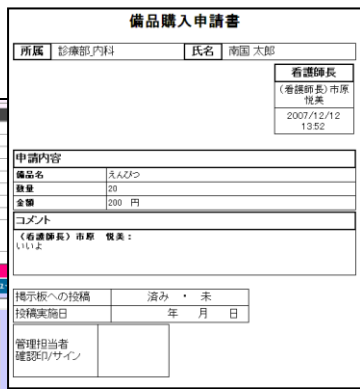 備品購入申請書
所属 診療部,内科 氏名 南国 太郎
看護師長
(看護師長)市原
悦美
2007/12/12
13:52
申請内容
備品名 えんぴつ
数量 20
金額 200 円
コメント
（看護師長）市原 悦美：
いいよ
掲示板への投稿 済み ・ 未
投稿実施日 年 月 日
管理担当者
確認印/サイン